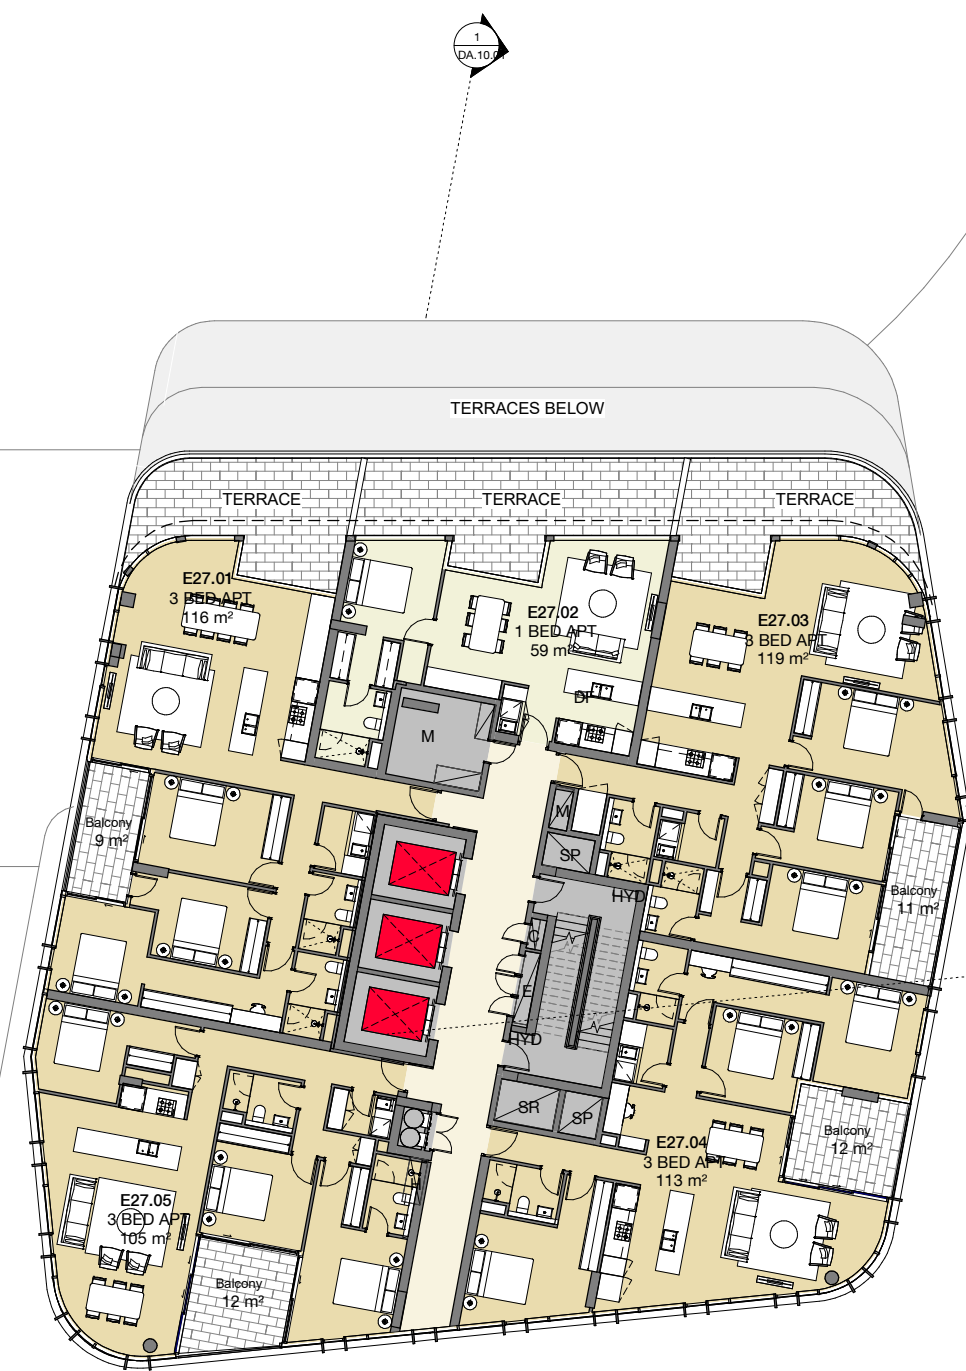 1
DA.10.01
TERRACES BELOW
TERRACE
TERRACE
TERRACE
E27.01
3 BED APT
116 m²
E27.02
1 BED APT
59 m²
E27.03
3 BED APT
119 m²
DP
M
Balcony
9 m²
M
SP
HYD
Balcony
11 m²
C
E
HYD
SR
SP
E27.04
3 BED APT
113 m²
Balcony
12 m²
E27.05
3 BED APT
105 m²
Balcony
12 m²